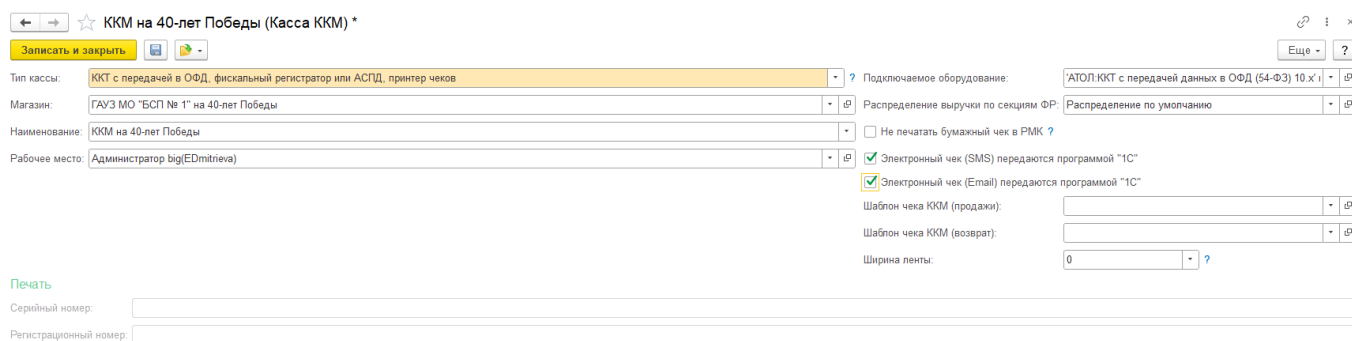 ККМ на 40-лет Победы (Касса ККМ) *
Записать и закрыть
Еще
?
Тип кассы: ККТ с передачей в ОФД, фискальный регистратор или АСПД, принтер чеков ?
Подключаемое оборудование: 'АТОЛ:ККТ с передачей данных в ОФД (54-ФЗ) 10.x'
Магазин: ГАУЗ МО "БСП № 1" на 40-лет Победы
Распределение выручки по секциям ФР: Распределение по умолчанию
Наименование: ККМ на 40-лет Победы
Не печатать бумажный чек в РМК ?
Рабочее место: Администратор big(EDmitrieva)
Электронный чек (SMS) передаются программой "1С"
Электронный чек (Email) передаются программой "1С"
Шаблон чека ККМ (продажи):
Шаблон чека ККМ (возврат):
Ширина ленты: 0 ?
Печать
Серийный номер:
Регистрационный номер: